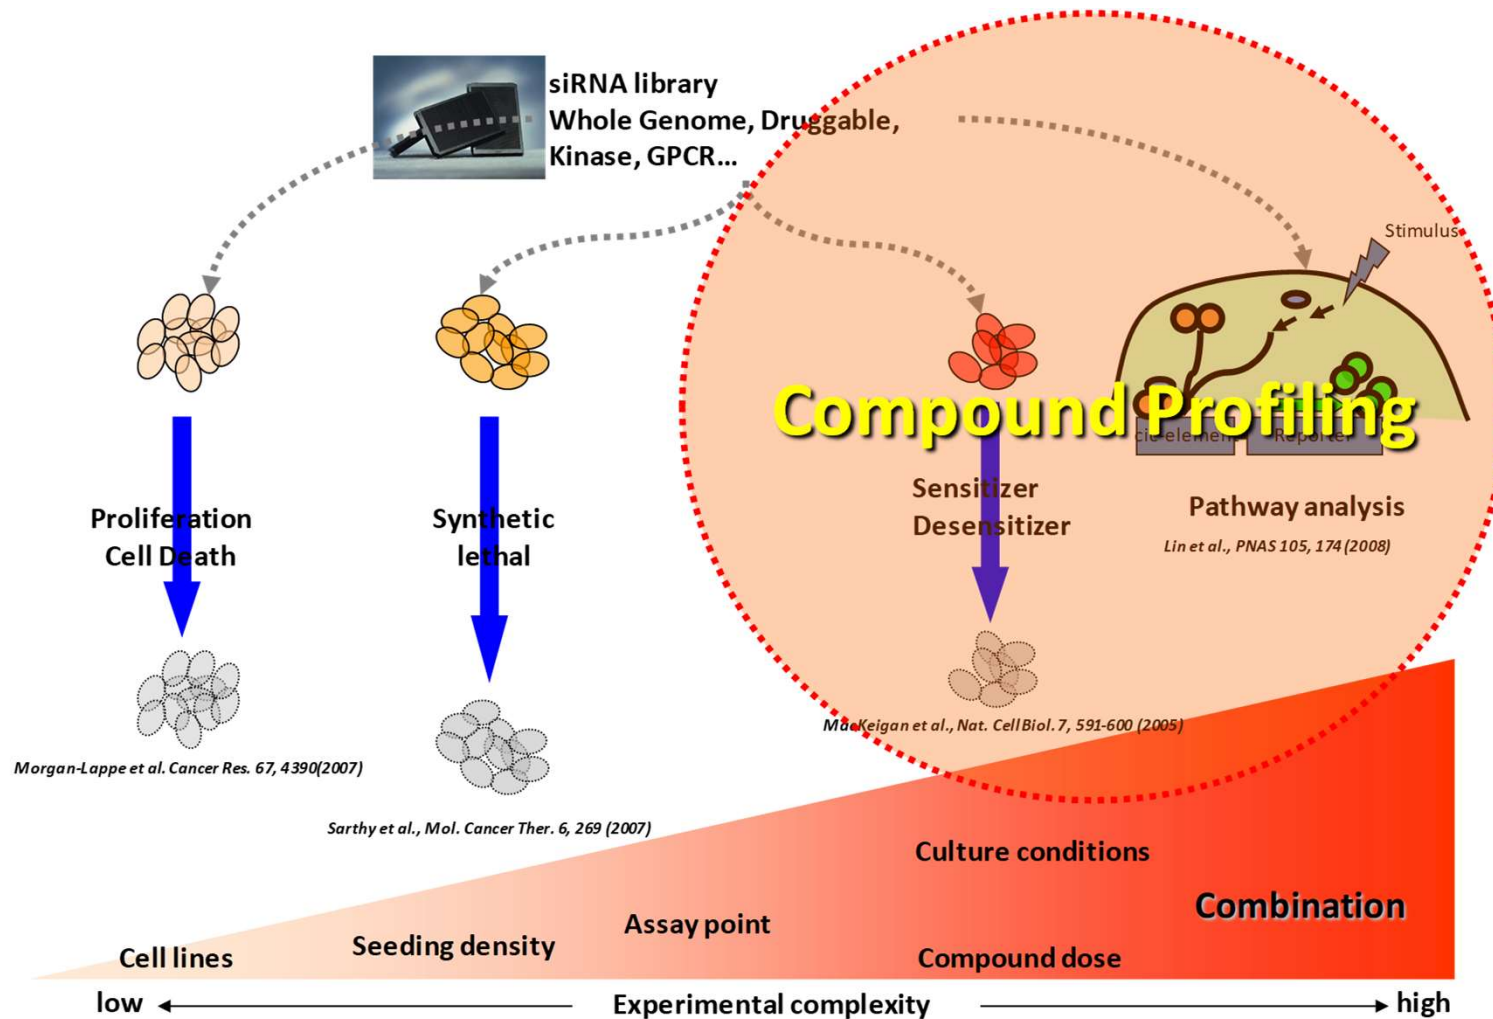 siRNA library
Whole Genome, Druggable,
Kinase, GPCR...
Stimulus
Compound Profiling
cis-element
Reporter
Proliferation
Cell Death
Synthetic
lethal
Sensitizer
Desensitizer
Pathway analysis
Lin et al., PNAS 105, 174 (2008)
MacKeigan et al., Nat. Cell Biol. 7, 591-600 (2005)
Morgan-Lappe et al. Cancer Res. 67, 4390(2007)
Sarthy et al., Mol. Cancer Ther. 6, 269 (2007)
Culture conditions
Combination
Assay point
Seeding density
Cell lines
Compound dose
low
Experimental complexity
high